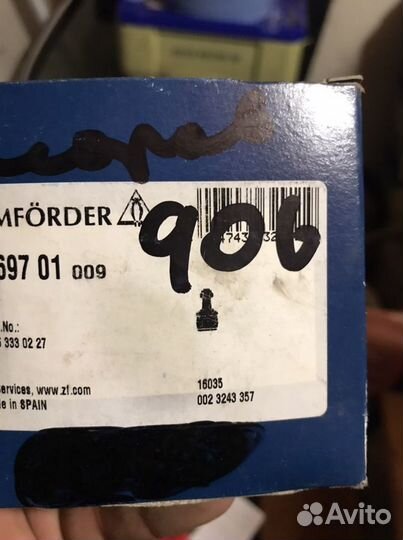 MFÖRDER
906
697 01 009
.No.:
333 02 27
ervices, www.zf.com
de in SPAIN
16035
002 3243 357
Avito